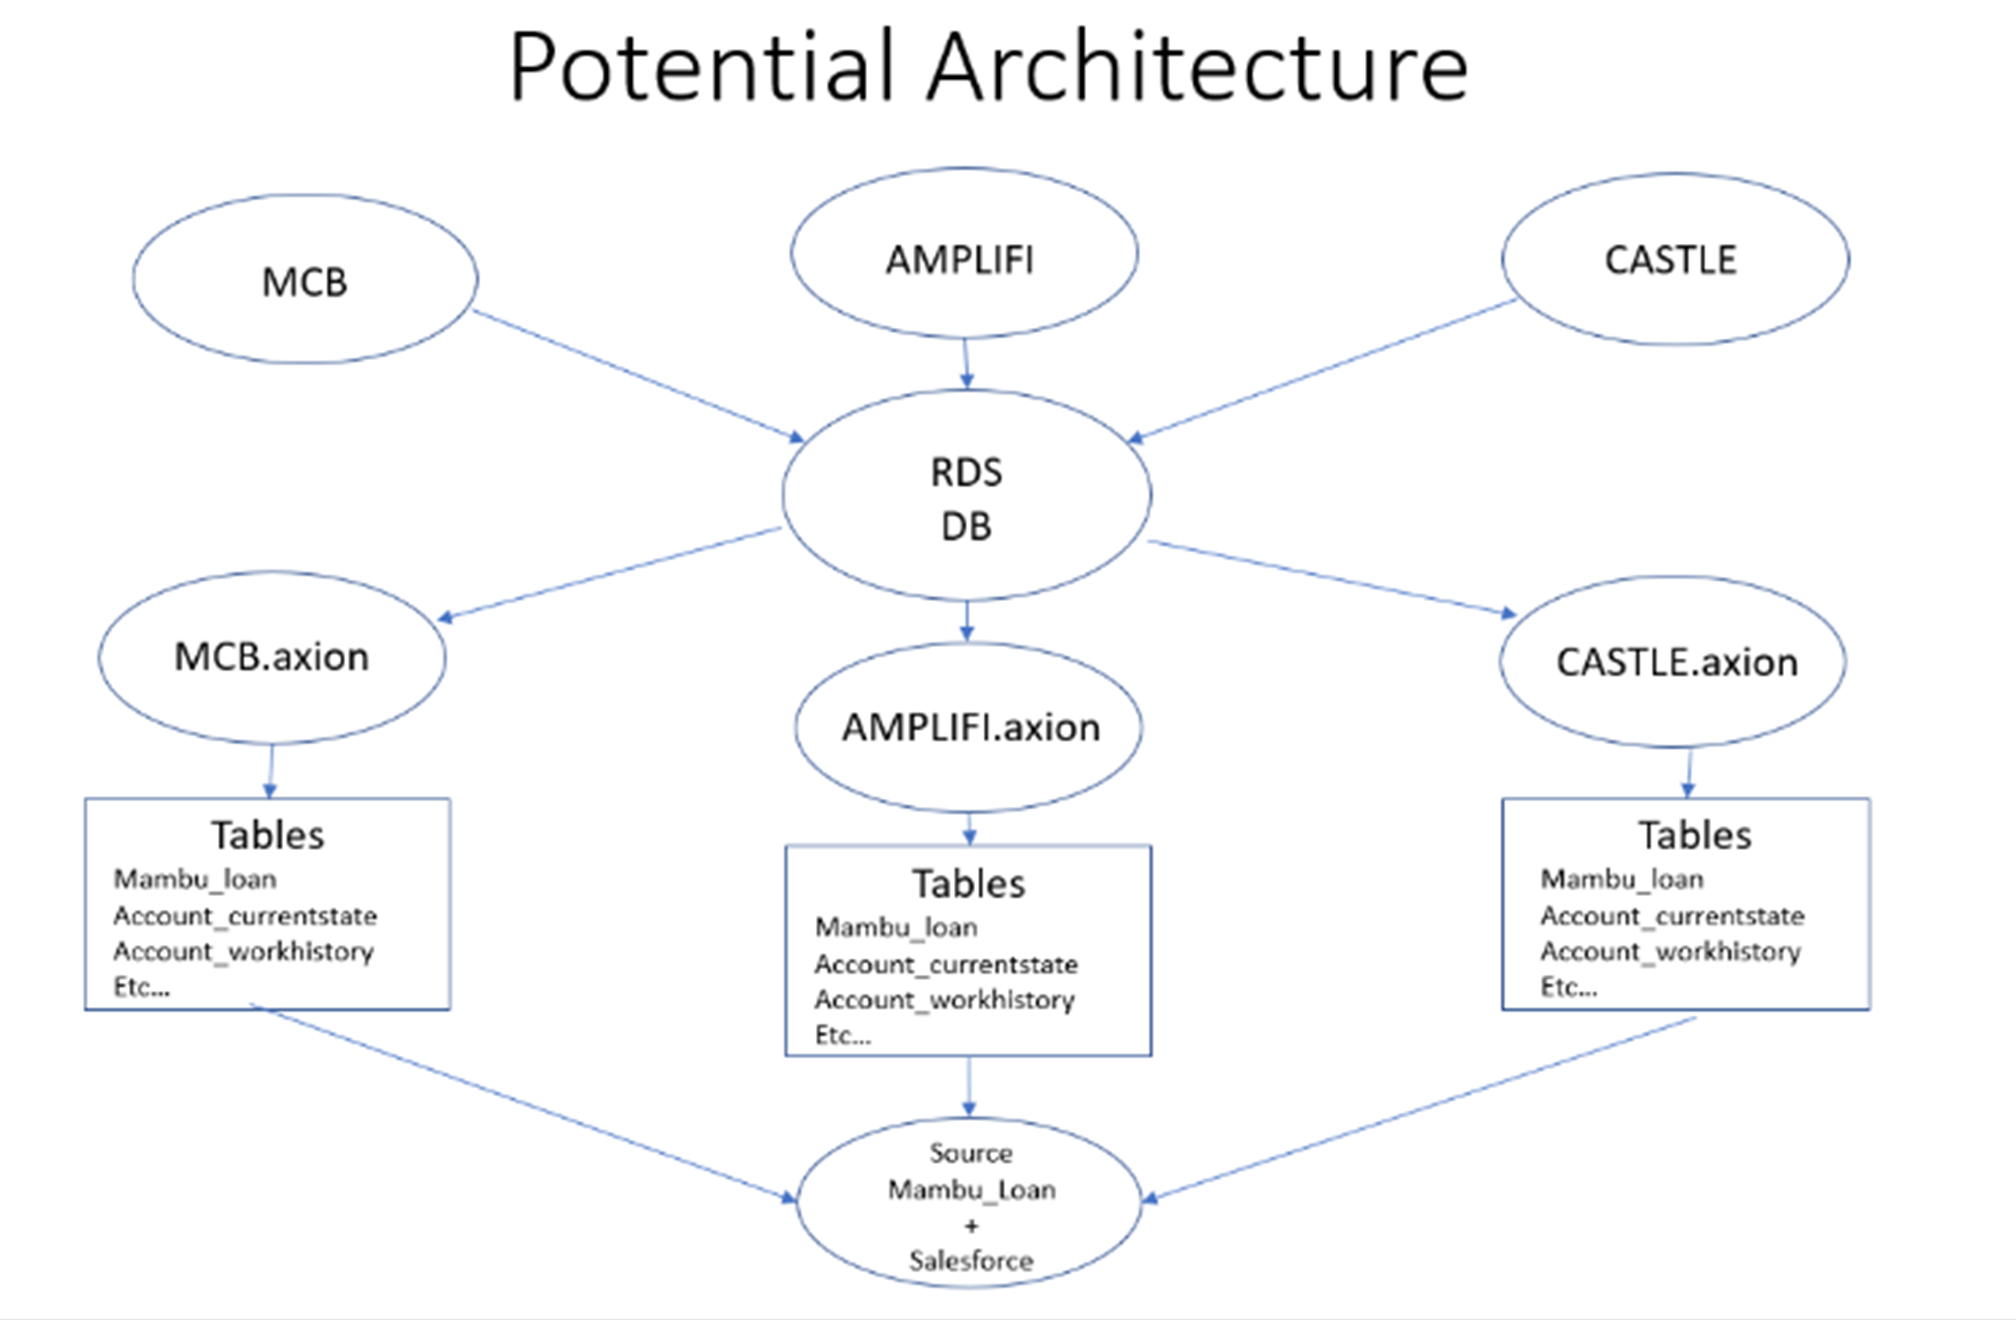 Potential Architecture
MCB
AMPLIFI
CASTLE
RDS
DB
MCB.axion
AMPLIFI.axion
CASTLE.axion
Tables
Mambu_loan
Account_currentstate
Account_workhistory
Etc...
Tables
Mambu_loan
Account_currentstate
Account_workhistory
Etc...
Tables
Mambu_loan
Account_currentstate
Account_workhistory
Etc...
Source
Mambu_Loan
+
Salesforce